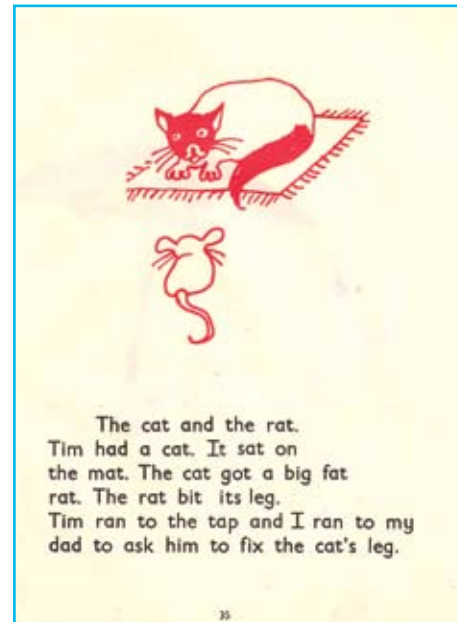 The cat and the rat.
Tim had a cat. It sat on
the mat. The cat got a big fat
rat. The rat bit its leg.
Tim ran to the tap and I ran to my
dad to ask him to fix the cat's leg.
35